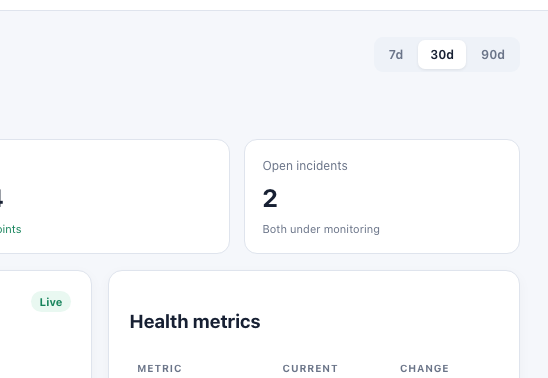 7d 30d 90d
Open incidents
2
Both under monitoring
Live
Health metrics
METRIC CURRENT CHANGE